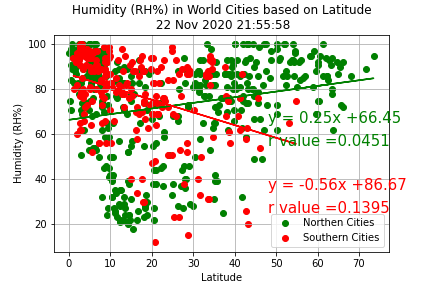 Humidity (RH%) in World Cities based on Latitude
22 Nov 2020 21:55:58
Humidity (RH%)
100
80
60
40
20
y = 0.25x +66.45
r value =0.0451
y = -0.56x +86.67
r value =0.1395
Northen Cities
Southern Cities
0
10
20
30
40
50
60
70
Latitude